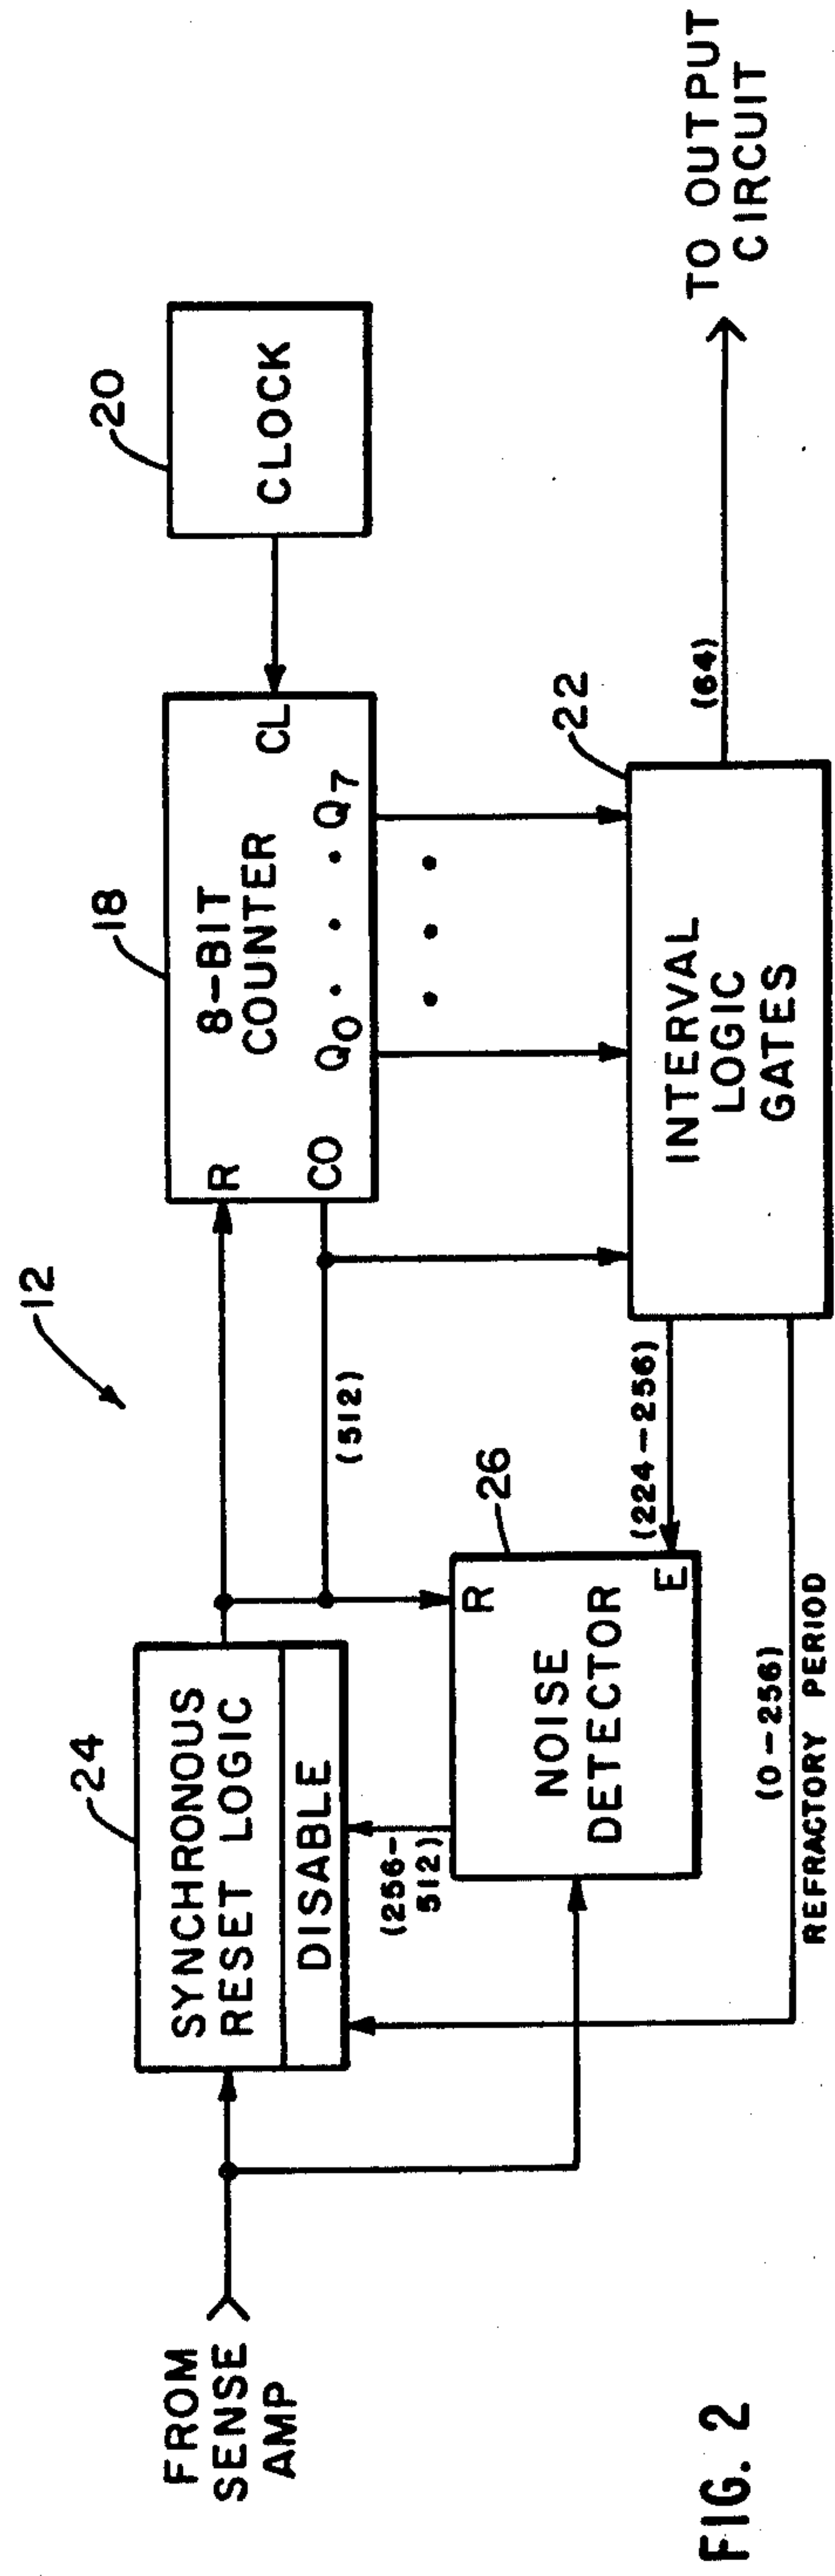 12
24
SYNCHRONOUS
RESET LOGIC
DISABLE
18
8-BIT
COUNTER
R
CO
Q0 . . . Q7
CL
20
CLOCK
FROM
SENSE
AMP
(512)
(256-
512)
26
NOISE
DETECTOR
R
E
(224-256)
22
INTERVAL
LOGIC
GATES
(64)
TO OUTPUT
CIRCUIT
(0-256)
REFRACTORY PERIOD
FIG. 2